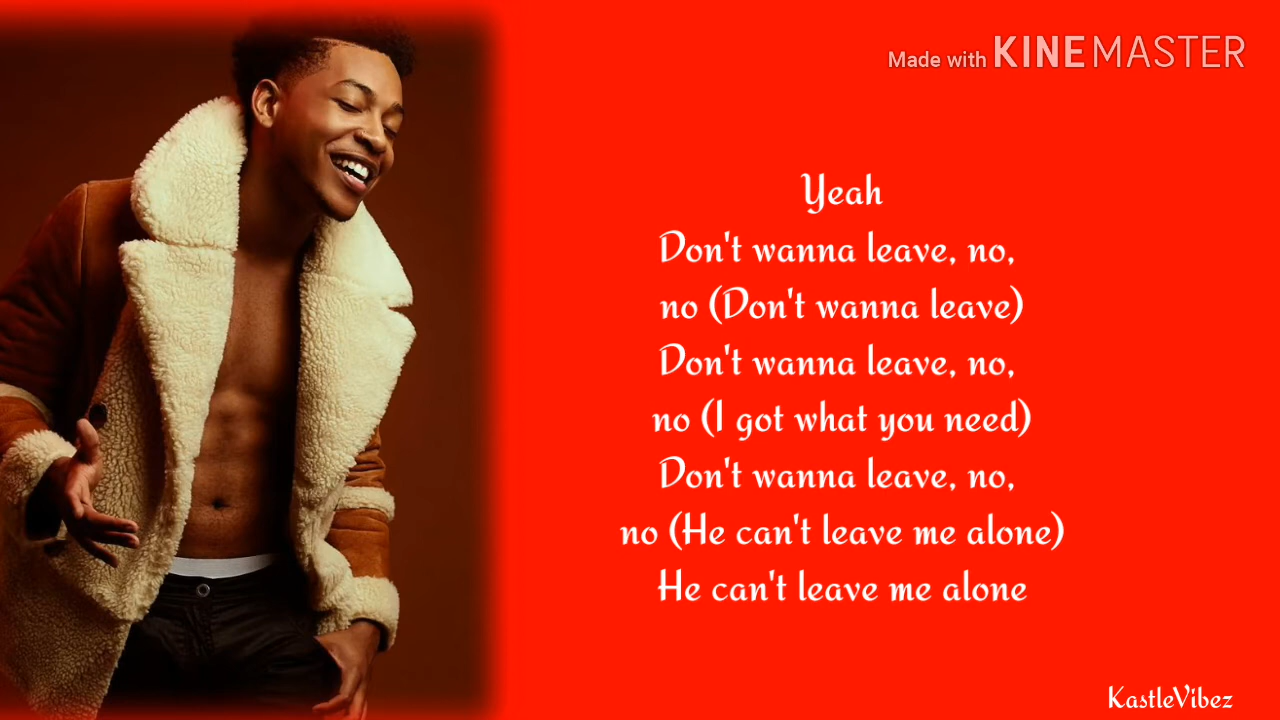 Made with KINEMASTER
Yeah
Don't wanna leave, no,
no (Don't wanna leave)
Don't wanna leave, no,
no (I got what you need)
Don't wanna leave, no,
no (He can't leave me alone)
He can't leave me alone
KastleVibez